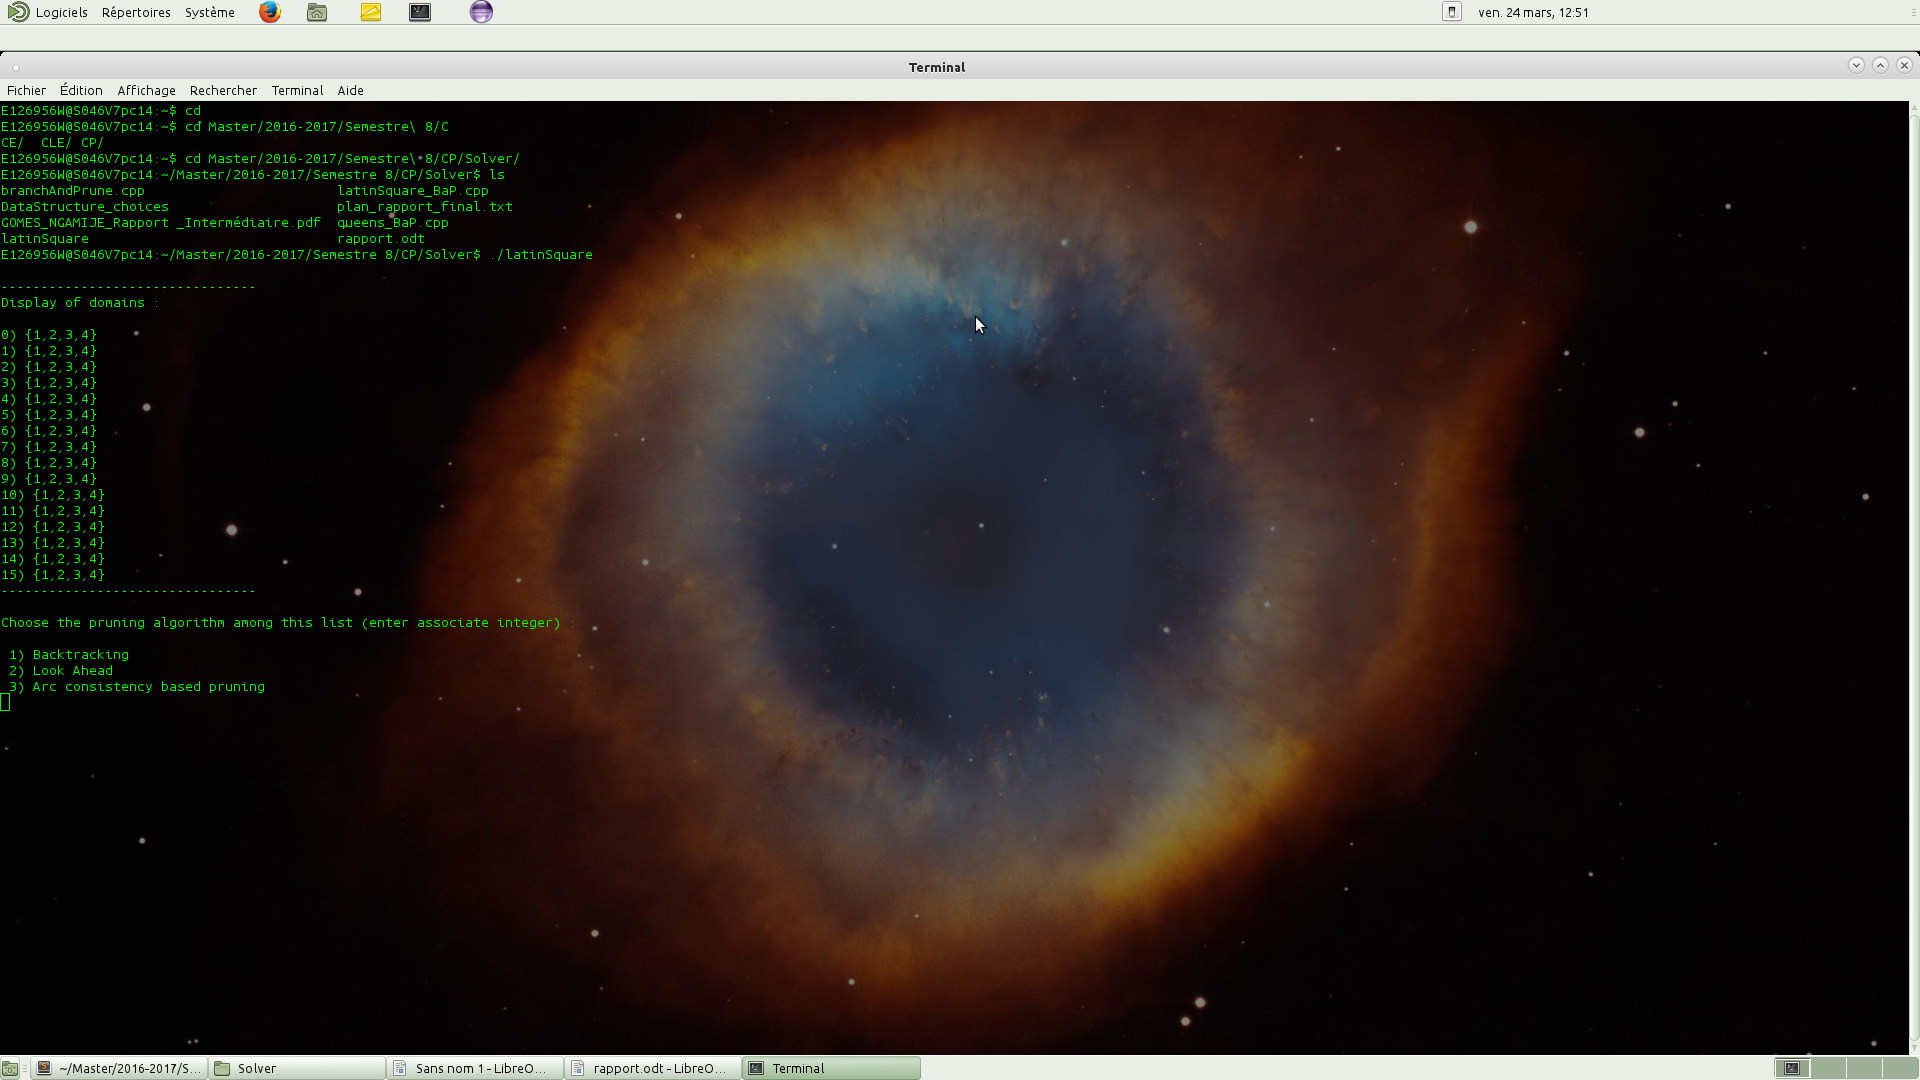 Logiciels Répertoires Système ven. 24 mars, 12:51
Terminal
Fichier Édition Affichage Rechercher Terminal Aide
E126956W@S046V7pc14:~$ cd
E126956W@S046V7pc14:~$ cd Master/2016-2017/Semestre\ 8/C
CE/  CLE/ CP/
E126956W@S046V7pc14:~$ cd Master/2016-2017/Semestre\ 8/CP/Solver/
E126956W@S046V7pc14:~/Master/2016-2017/Semestre 8/CP/Solver$ ls
branchAndPrune.cpp latinSquare_BaP.cpp
DataStructure_choices plan_rapport_final.txt
GOMES_NGAMIJE_Rapport _Intermédiaire.pdf queens_BaP.cpp
latinSquare rapport.odt
E126956W@S046V7pc14:~/Master/2016-2017/Semestre 8/CP/Solver$ ./latinSquare
--------------------------------
Display of domains :
0) {1,2,3,4}
1) {1,2,3,4}
2) {1,2,3,4}
3) {1,2,3,4}
4) {1,2,3,4}
5) {1,2,3,4}
6) {1,2,3,4}
7) {1,2,3,4}
8) {1,2,3,4}
9) {1,2,3,4}
10) {1,2,3,4}
11) {1,2,3,4}
12) {1,2,3,4}
13) {1,2,3,4}
14) {1,2,3,4}
15) {1,2,3,4}
--------------------------------
Choose the pruning algorithm among this list (enter associate integer) :
1) Backtracking
2) Look Ahead
3) Arc consistency based pruning
~/Master/2016-2017/S... Solver Sans nom 1 - LibreO... rapport.odt - LibreO... Terminal